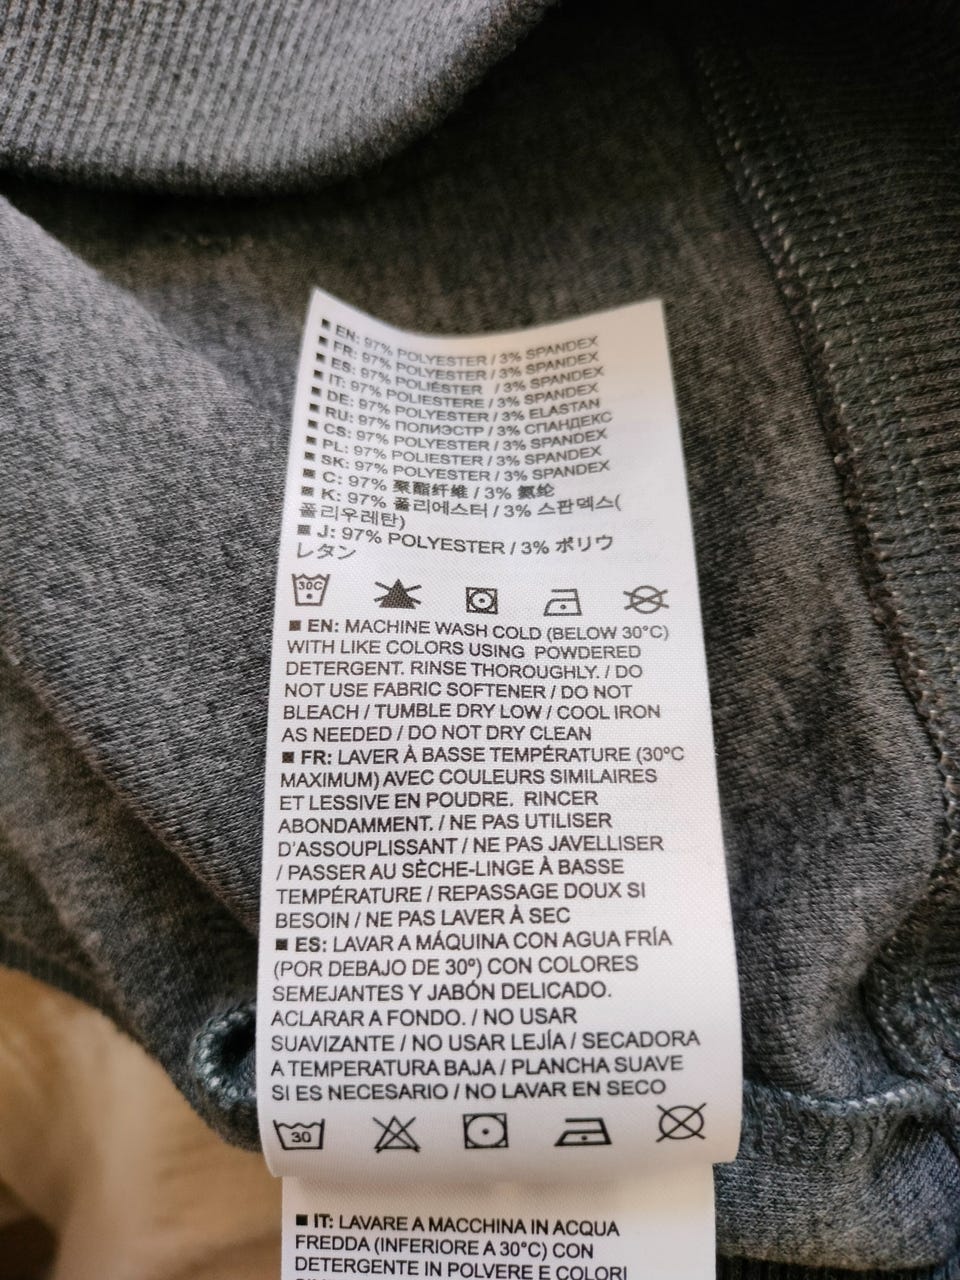 ■ EN: 97% POLYESTER / 3% SPANDEX
■ FR: 97% POLYESTER / 3% SPANDEX
■ ES: 97% POLIÉSTER / 3% SPANDEX
■ IT: 97% POLIESTERE / 3% SPANDEX
■ DE: 97% POLYESTER / 3% ELASTAN
■ RU: 97% ПОЛИЭСТР / 3% СПАНДЕКС
■ CS: 97% POLYESTER / 3% SPANDEX
■ PL: 97% POLIESTER / 3% SPANDEX
■ SK: 97% POLYESTER / 3% SPANDEX
■ C: 97% 聚酯纤维 / 3% 氨纶
■ K: 97% 폴리에스터 / 3% 스판덱스(
폴리우레탄)
■ J: 97% POLYESTER / 3% ポリウ
レタン
30C
■ EN: MACHINE WASH COLD (BELOW 30°C)
WITH LIKE COLORS USING POWDERED
DETERGENT. RINSE THOROUGHLY. / DO
NOT USE FABRIC SOFTENER / DO NOT
BLEACH / TUMBLE DRY LOW / COOL IRON
AS NEEDED / DO NOT DRY CLEAN
■ FR: LAVER À BASSE TEMPÉRATURE (30ºC
MAXIMUM) AVEC COULEURS SIMILAIRES
ET LESSIVE EN POUDRE. RINCER
ABONDAMMENT. / NE PAS UTILISER
D'ASSOUPLISSANT / NE PAS JAVELLISER
/ PASSER AU SÈCHE-LINGE À BASSE
TEMPÉRATURE / REPASSAGE DOUX SI
BESOIN / NE PAS LAVER À SEC
■ ES: LAVAR A MÁQUINA CON AGUA FRÍA
(POR DEBAJO DE 30º) CON COLORES
SEMEJANTES Y JABÓN DELICADO.
ACLARAR A FONDO. / NO USAR
SUAVIZANTE / NO USAR LEJÍA / SECADORA
A TEMPERATURA BAJA / PLANCHA SUAVE
SI ES NECESARIO / NO LAVAR EN SECO
30
■ IT: LAVARE A MACCHINA IN ACQUA
FREDDA (INFERIORE A 30°C) CON
DETERGENTE IN POLVERE E COLORI